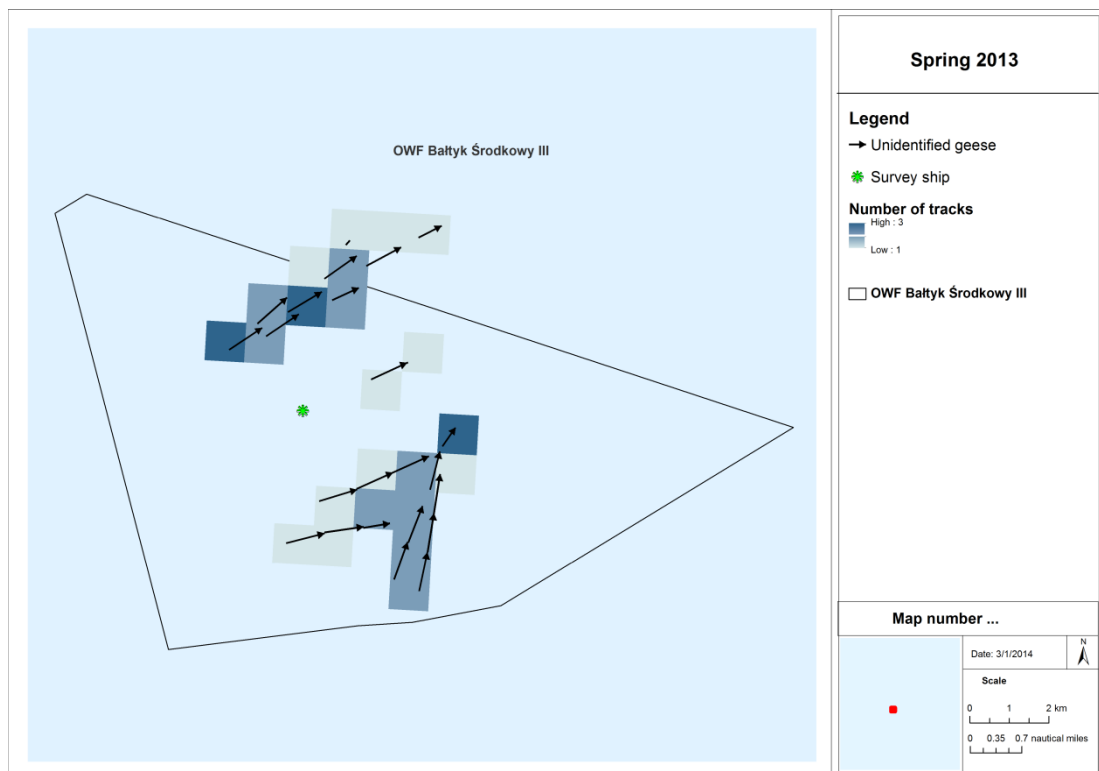 OWF Bałtyk Środkowy III
Spring 2013
Legend
Unidentified geese
Survey ship
Number of tracks
High : 3
Low : 1
OWF Bałtyk Środkowy III
Map number ...
Date: 3/1/2014
N
Scale
0 1 2 km
0 0.35 0.7 nautical miles